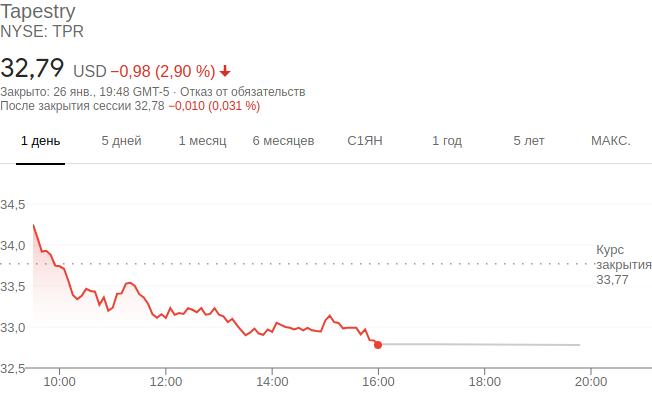 Tapestry
NYSE: TPR
32,79 USD −0,98 (2,90 %)
Закрыто: 26 янв., 19:48 GMT-5 · Отказ от обязательств
После закрытия сессии 32,78 −0,010 (0,031 %)
1 день 5 дней 1 месяц 6 месяцев С1ЯН 1 год 5 лет МАКС.
34,5
34,0
Курс
закрытия
33,77
33,5
33,0
32,5
10:00 12:00 14:00 16:00 18:00 20:00